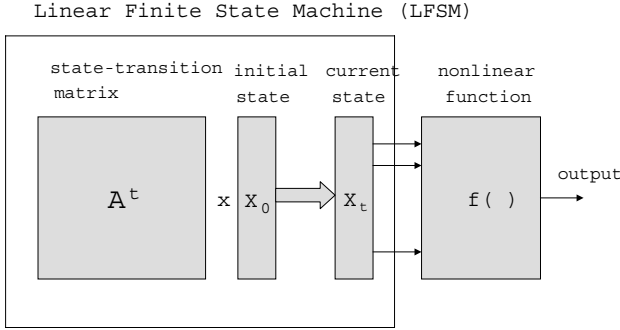 Linear Finite State Machine (LFSM)
state-transition matrix
initial state
current state
nonlinear function
A^t
x
X_0
X_t
f( )
output